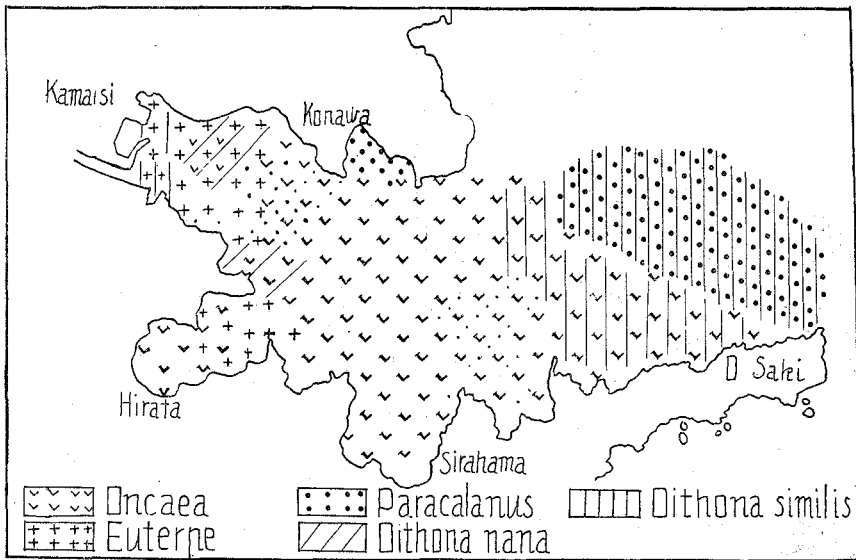 Kamaisi
Konawa
Hirata
Sirahama
O Saki
Oncaea
Paracalanus
Oithona similis
Euterpe
Oithona nana